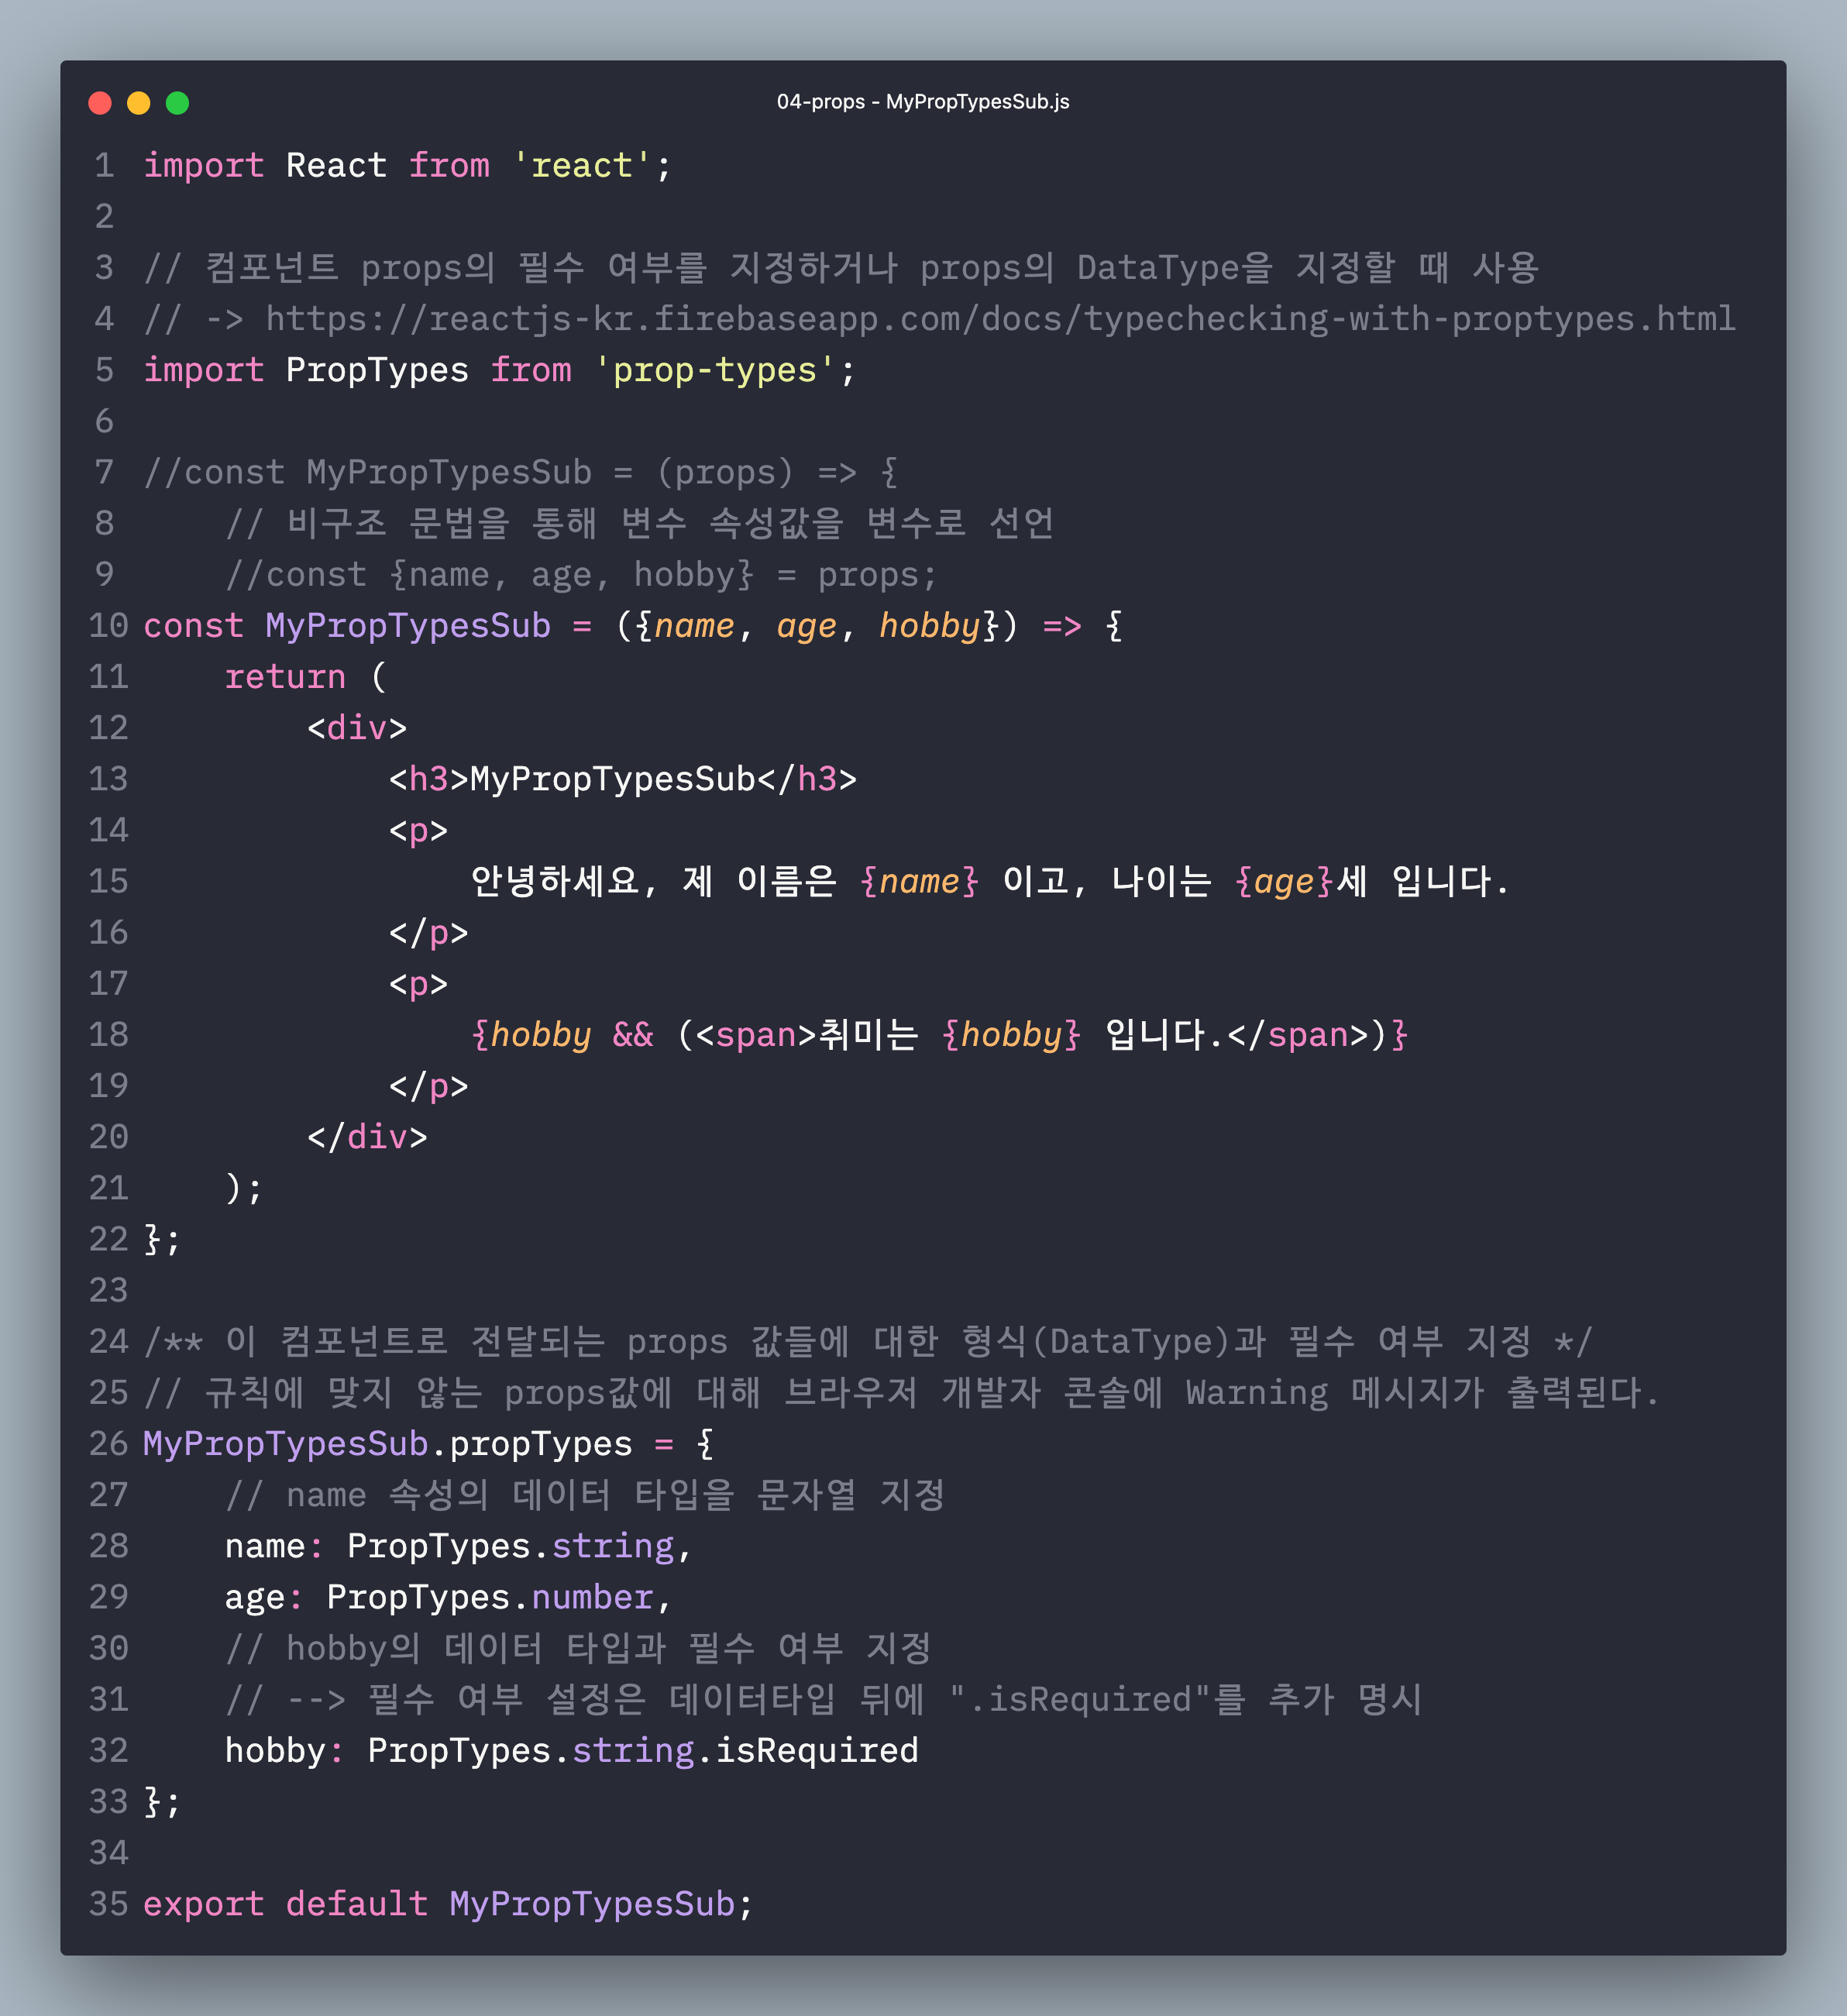 04-props - MyPropTypesSub.js
1 import React from 'react';
2
3 // 컴포넌트 props의 필수 여부를 지정하거나 props의 DataType을 지정할 때 사용
4 // -> https://reactjs-kr.firebaseapp.com/docs/typechecking-with-proptypes.html
5 import PropTypes from 'prop-types';
6
7 //const MyPropTypesSub = (props) => {
8     // 비구조 문법을 통해 변수 속성값을 변수로 선언
9     //const {name, age, hobby} = props;
10 const MyPropTypesSub = ({name, age, hobby}) => {
11     return (
12         <div>
13             <h3>MyPropTypesSub</h3>
14             <p>
15                 안녕하세요, 제 이름은 {name} 이고, 나이는 {age}세 입니다.
16             </p>
17             <p>
18                 {hobby && (<span>취미는 {hobby} 입니다.</span>)}
19             </p>
20         </div>
21     );
22 };
23
24 /** 이 컴포넌트로 전달되는 props 값들에 대한 형식(DataType)과 필수 여부 지정 */
25 // 규칙에 맞지 않는 props값에 대해 브라우저 개발자 콘솔에 Warning 메시지가 출력된다.
26 MyPropTypesSub.propTypes = {
27     // name 속성의 데이터 타입을 문자열 지정
28     name: PropTypes.string,
29     age: PropTypes.number,
30     // hobby의 데이터 타입과 필수 여부 지정
31     // --> 필수 여부 설정은 데이터타입 뒤에 ".isRequired"를 추가 명시
32     hobby: PropTypes.string.isRequired
33 };
34
35 export default MyPropTypesSub;